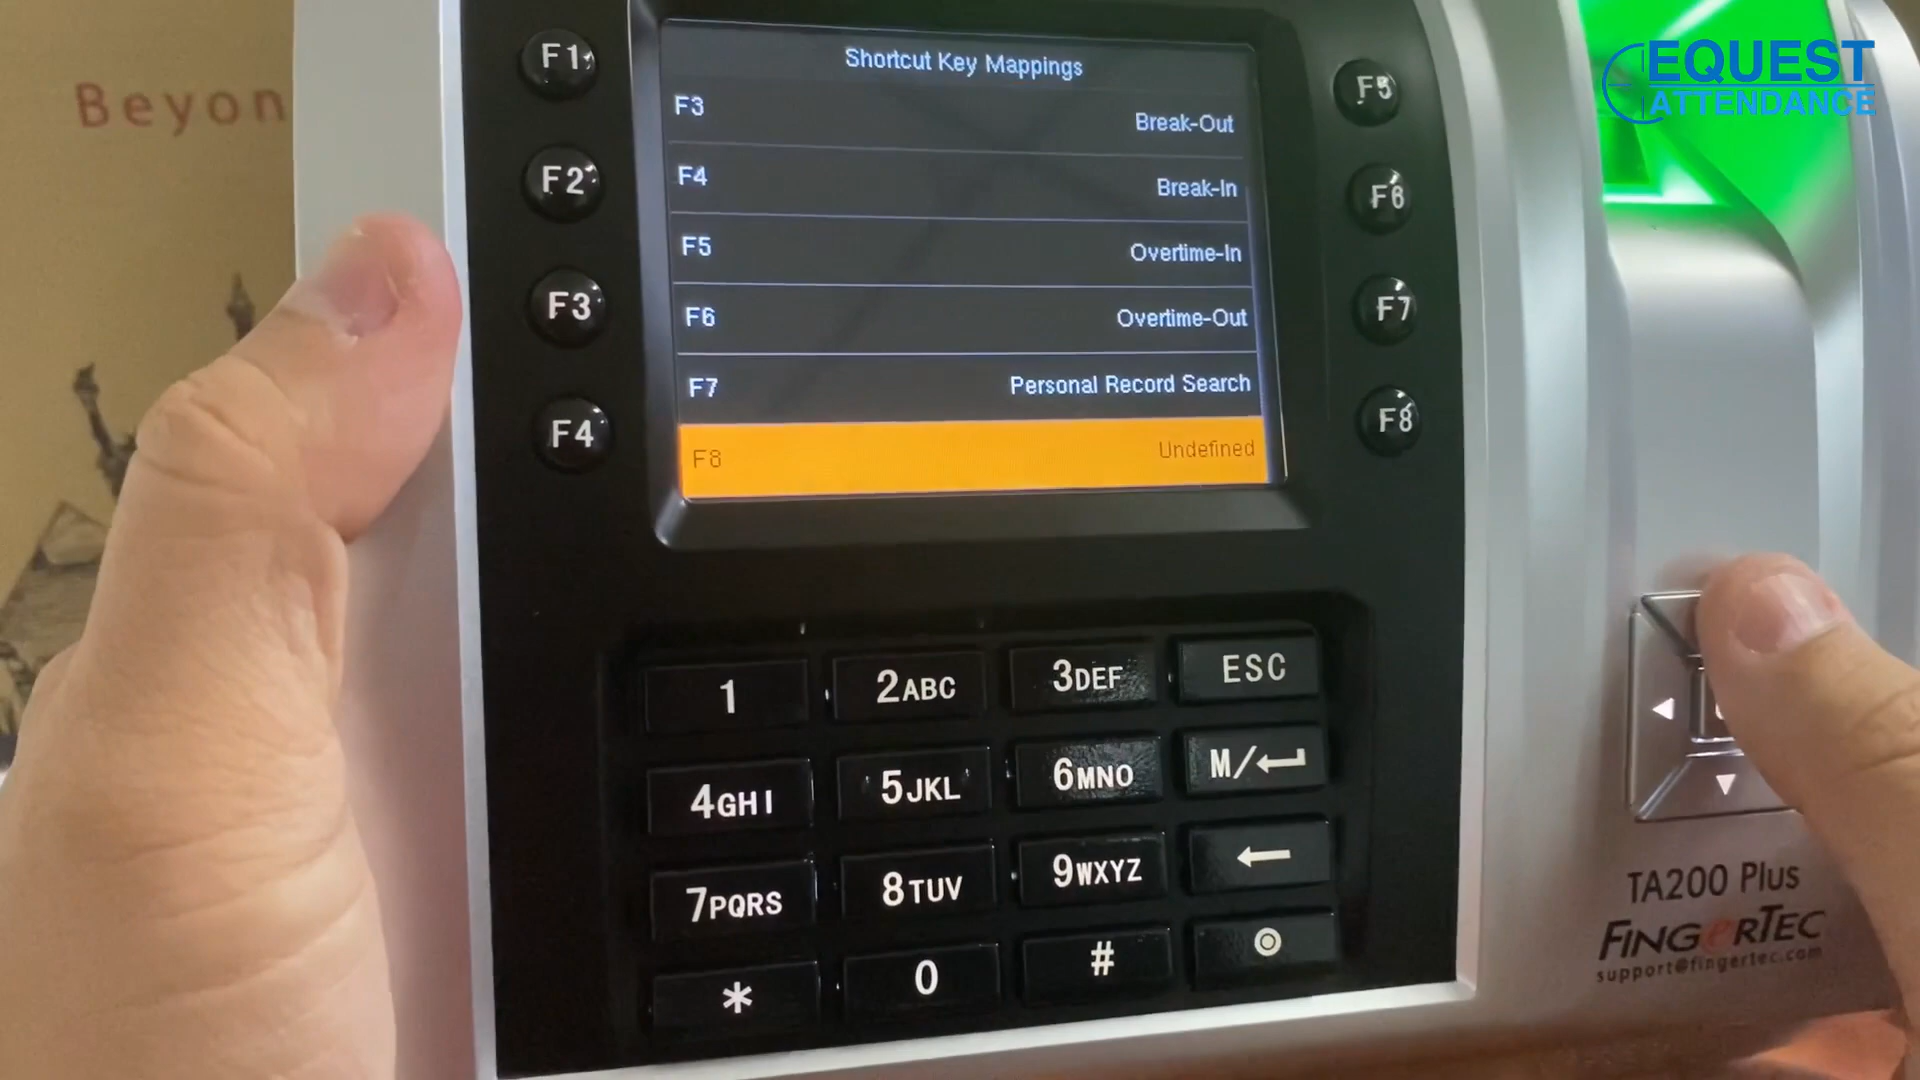 EQUEST
ATTENDANCE
Beyon
F1
F2
F3
F4
Shortcut Key Mappings
F3 Break-Out
F4 Break-In
F5 Overtime-In
F6 Overtime-Out
F7 Personal Record Search
F8 Undefined
F5
F6
F7
F8
1 2ABC 3DEF ESC
4GHI 5JKL 6MNO M/↵
7PQRS 8TUV 9WXYZ ←
* 0 #
TA200 Plus
FINGERTEC
support@fingertec.com